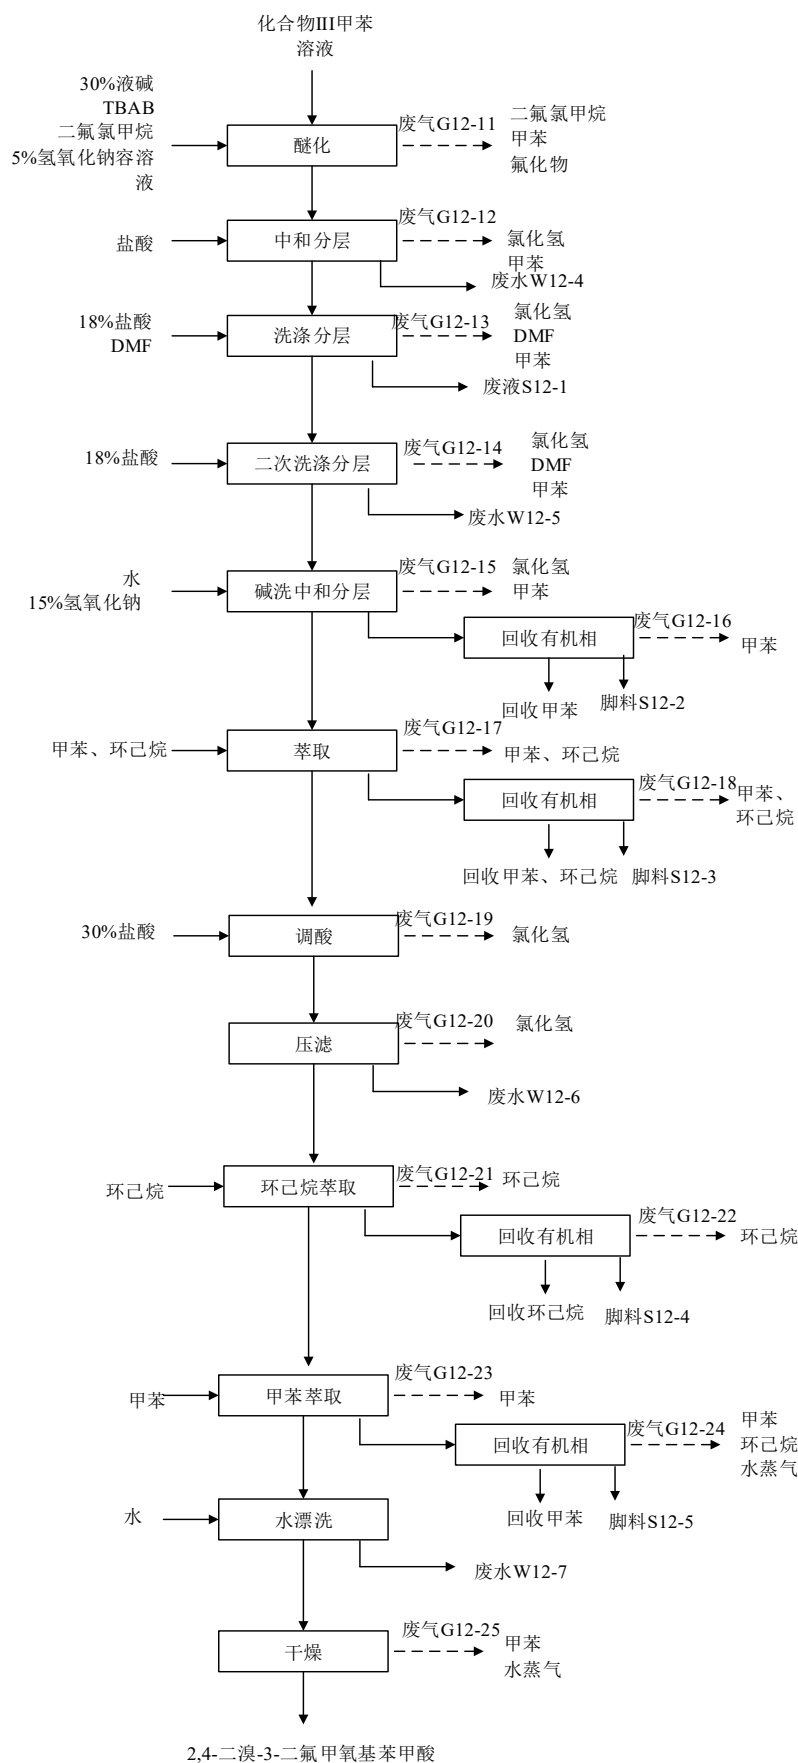 化合物III甲苯
溶液
30%液碱
TBAB
二氟氯甲烷
5%氢氧化钠容溶
液
醚化
废气G12-11
二氟氯甲烷
甲苯
氟化物
盐酸
中和分层
废气G12-12
氯化氢
甲苯
废水W12-4
18%盐酸
DMF
洗涤分层
废气G12-13
氯化氢
DMF
甲苯
废液S12-1
18%盐酸
二次洗涤分层
废气G12-14
氯化氢
DMF
甲苯
废水W12-5
水
15%氢氧化钠
碱洗中和分层
废气G12-15
氯化氢
甲苯
回收有机相
废气G12-16
甲苯
回收甲苯
脚料S12-2
甲苯、环己烷
萃取
废气G12-17
甲苯、环己烷
回收有机相
废气G12-18
甲苯、
环己烷
回收甲苯、环己烷
脚料S12-3
30%盐酸
调酸
废气G12-19
氯化氢
压滤
废气G12-20
氯化氢
废水W12-6
环己烷
环己烷萃取
废气G12-21
环己烷
回收有机相
废气G12-22
环己烷
回收环己烷
脚料S12-4
甲苯
甲苯萃取
废气G12-23
甲苯
回收有机相
废气G12-24
甲苯
环己烷
水蒸气
回收甲苯
脚料S12-5
水
水漂洗
废水W12-7
干燥
废气G12-25
甲苯
水蒸气
2,4-二溴-3-二氟甲氧基苯甲酸